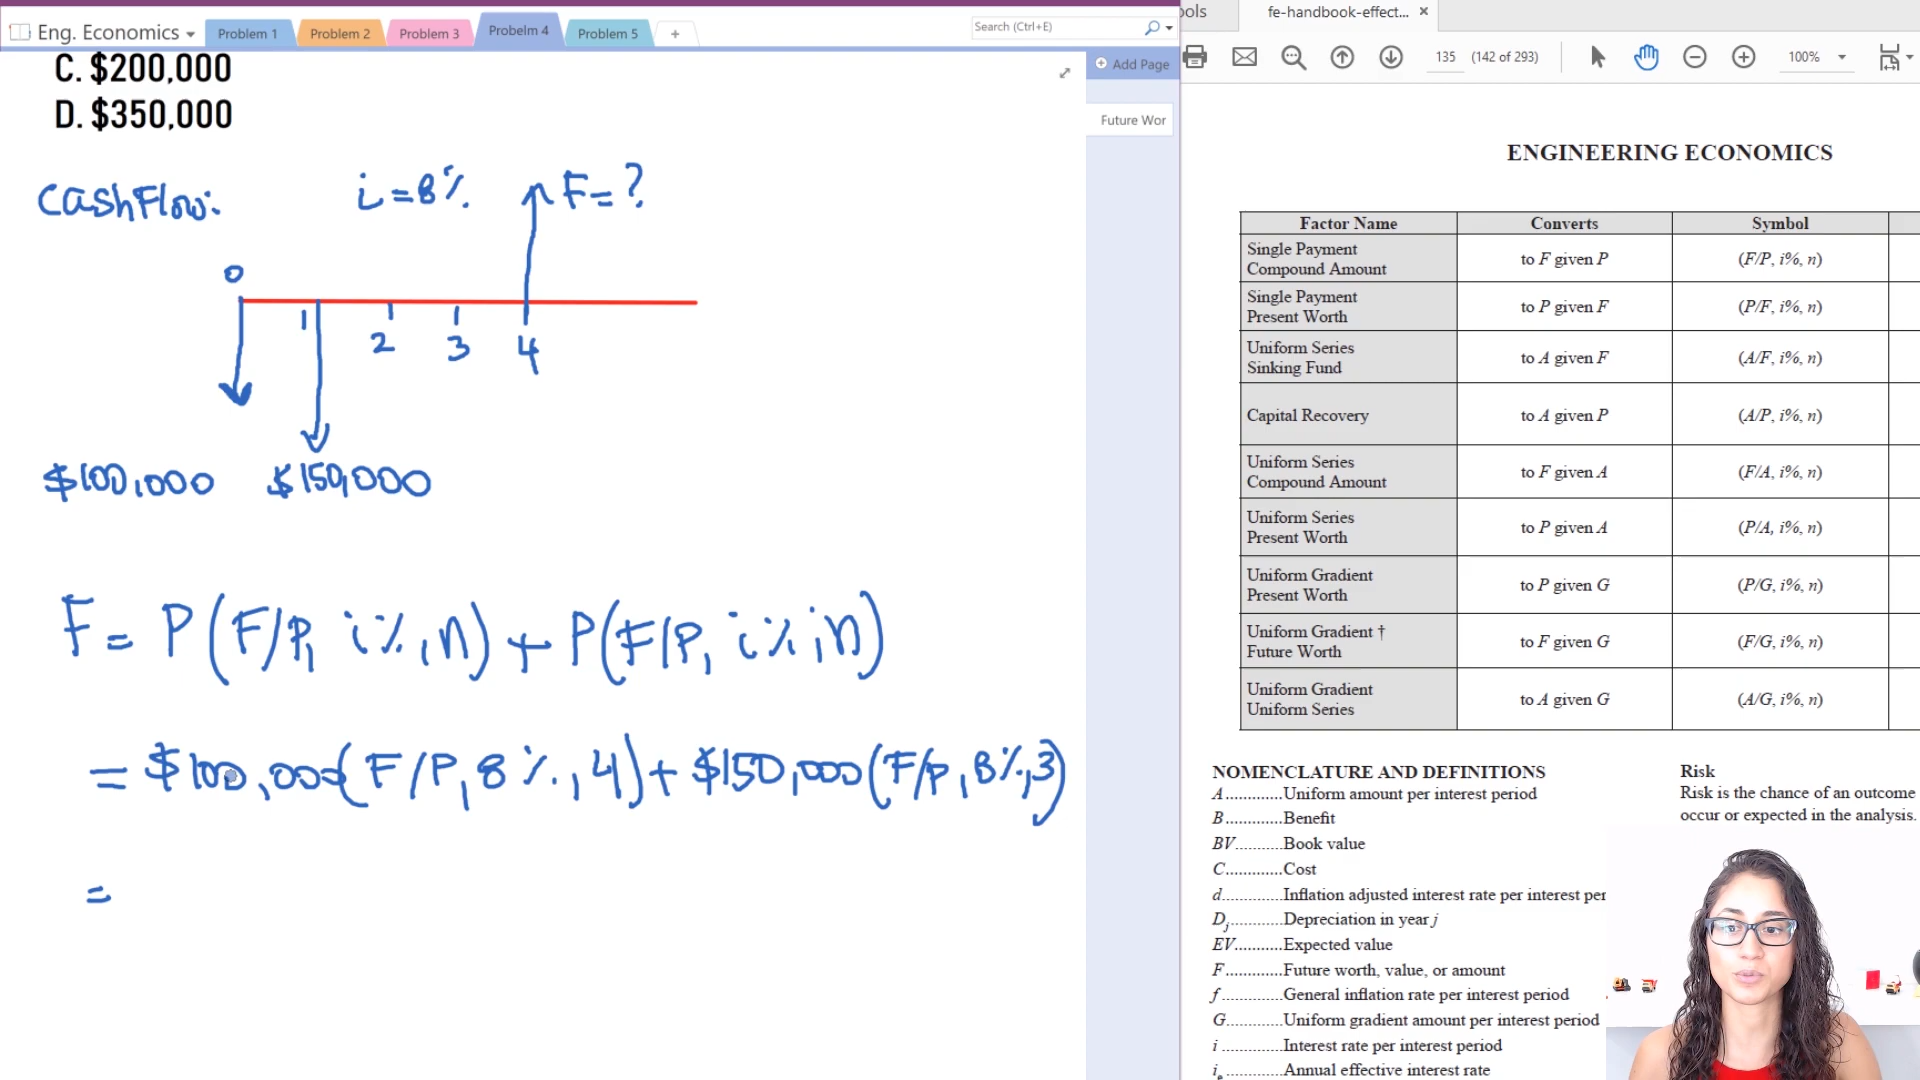 ols
fe-handbook-effect... ×
Eng. Economics
Problem 1
Problem 2
Problem 3
Probelm 4
Problem 5
+
Search (Ctrl+E)
135
(142 of 293)
100%
Add Page
Future Wor
C. $200,000
D. $350,000
CashFlow:
i = 8%
F = ?
0
1
2
3
4
$100,000
$150,000
F = P(F/P, i%, n) + P(F/P, i%, n)
= $100,000(F/P, 8%, 4) + $150,000(F/P, 8%, 3)
=
ENGINEERING ECONOMICS
Factor Name Converts Symbol
Single Payment
Compound Amount
to F given P
(F/P, i%, n)
Single Payment
Present Worth
to P given F
(P/F, i%, n)
Uniform Series
Sinking Fund
to A given F
(A/F, i%, n)
Capital Recovery
to A given P
(A/P, i%, n)
Uniform Series
Compound Amount
to F given A
(F/A, i%, n)
Uniform Series
Present Worth
to P given A
(P/A, i%, n)
Uniform Gradient
Present Worth
to P given G
(P/G, i%, n)
Uniform Gradient †
Future Worth
to F given G
(F/G, i%, n)
Uniform Gradient
Uniform Series
to A given G
(A/G, i%, n)
NOMENCLATURE AND DEFINITIONS
A.............Uniform amount per interest period
B.............Benefit
BV...........Book value
C.............Cost
d..............Inflation adjusted interest rate per interest per
Dj............Depreciation in year j
EV...........Expected value
F.............Future worth, value, or amount
f..............General inflation rate per interest period
G.............Uniform gradient amount per interest period
i ..............Interest rate per interest period
ie .............Annual effective interest rate
Risk
Risk is the chance of an outcome
occur or expected in the analysis.